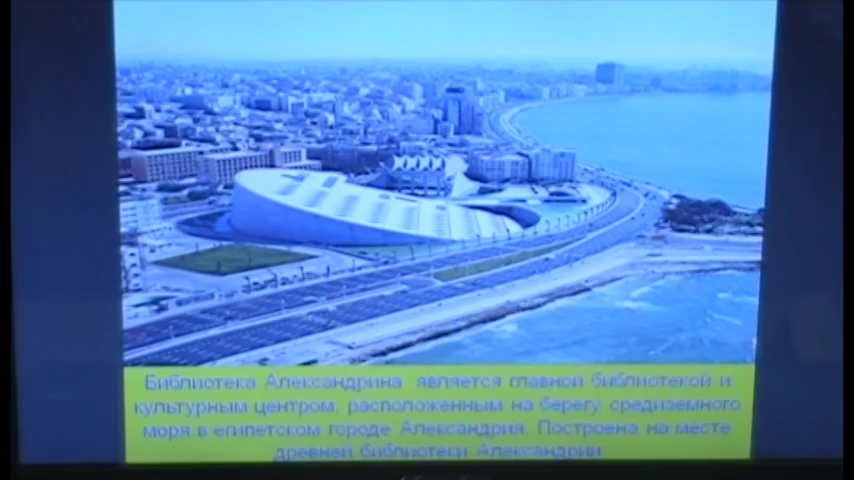 Библиотека Александрина является главной библиотекой и
культурным центром, расположенным на берегу средиземного
моря в египетском городе Александрия. Построена на месте
древней библиотеки Александрии